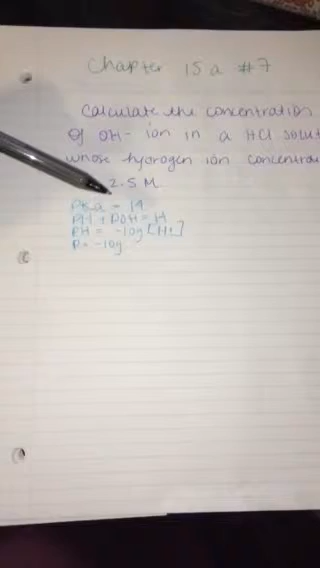 Chapter 15a #7
Calculate the concentration
of OH- ion in a HCl solut
whose hydrogen ion concentra
2.5 M.
PKa = 14
PH + POH = H
PH = -log[H+]
P = -log